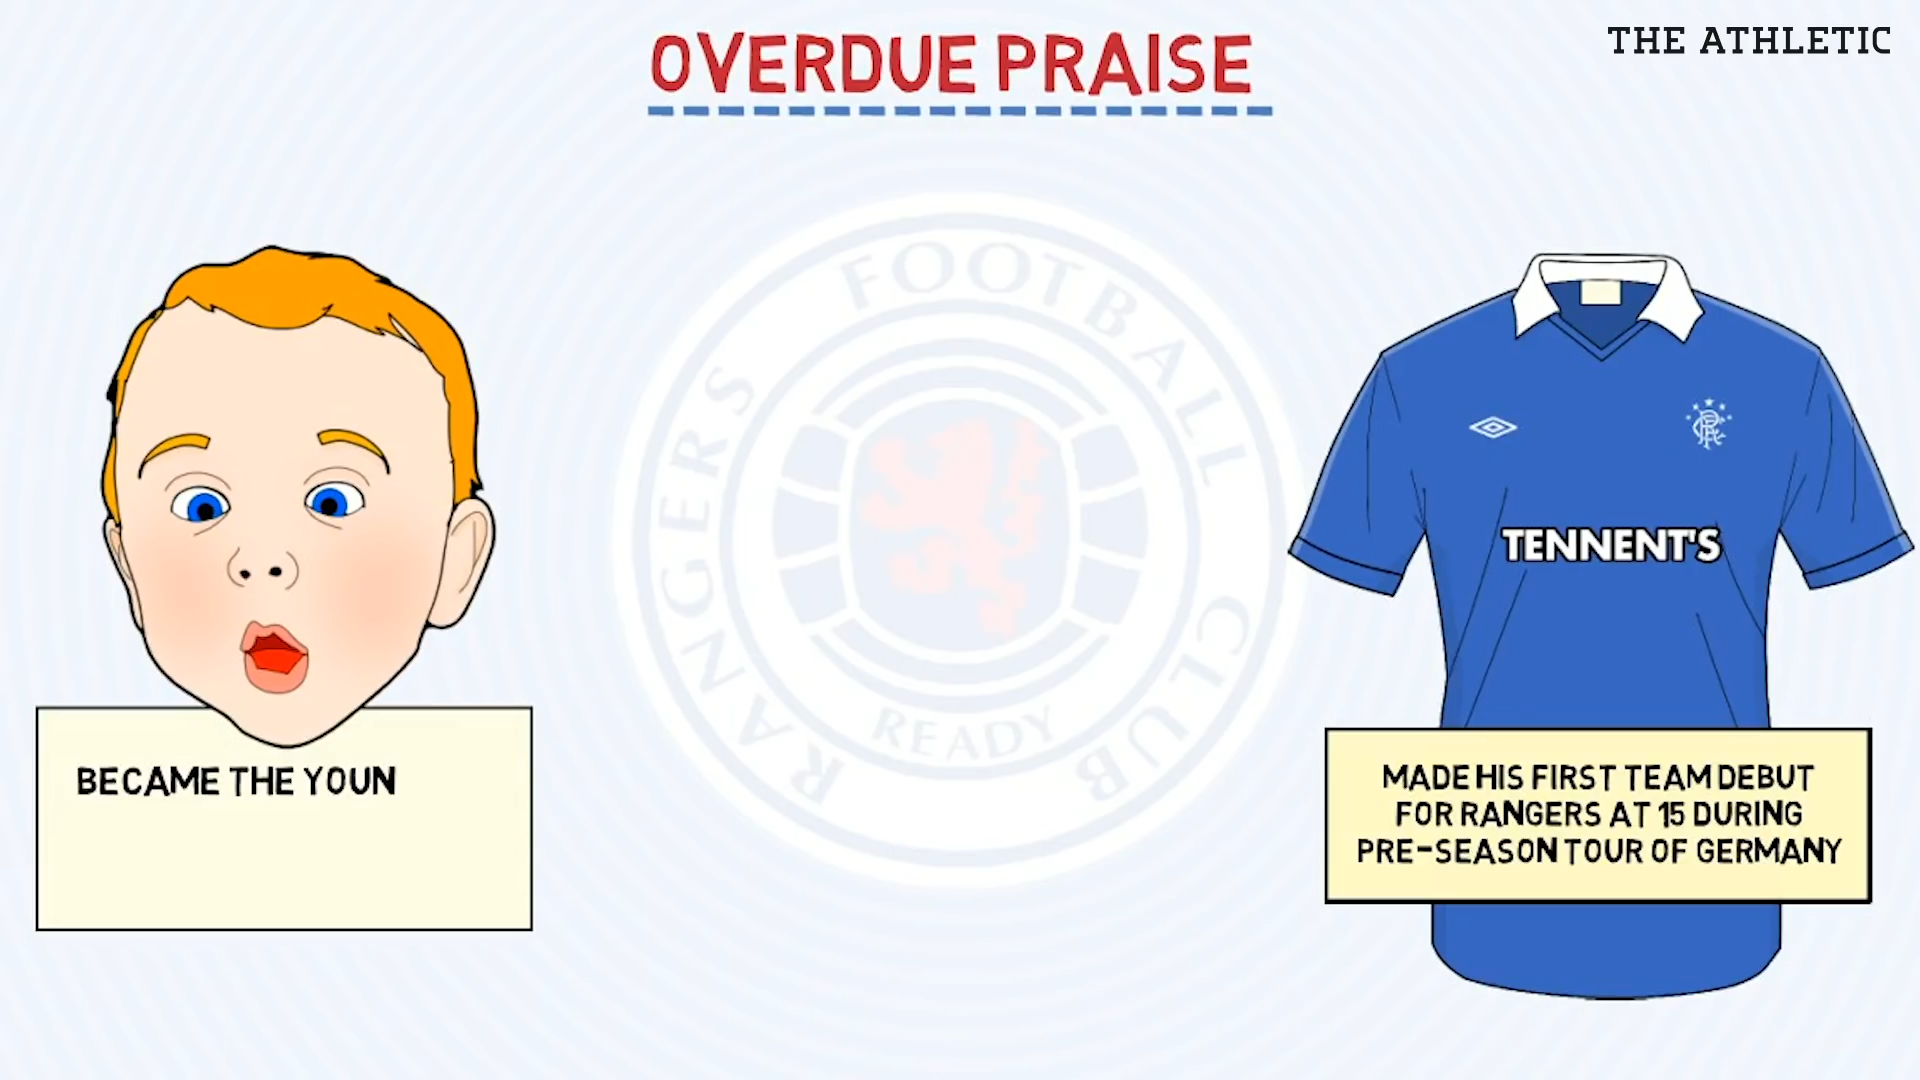 OVERDUE PRAISE
THE ATHLETIC
RANGERS FOOTBALL CLUB
READY
TENNENT'S
BECAME THE YOUN
MADE HIS FIRST TEAM DEBUT
FOR RANGERS AT 15 DURING
PRE-SEASON TOUR OF GERMANY